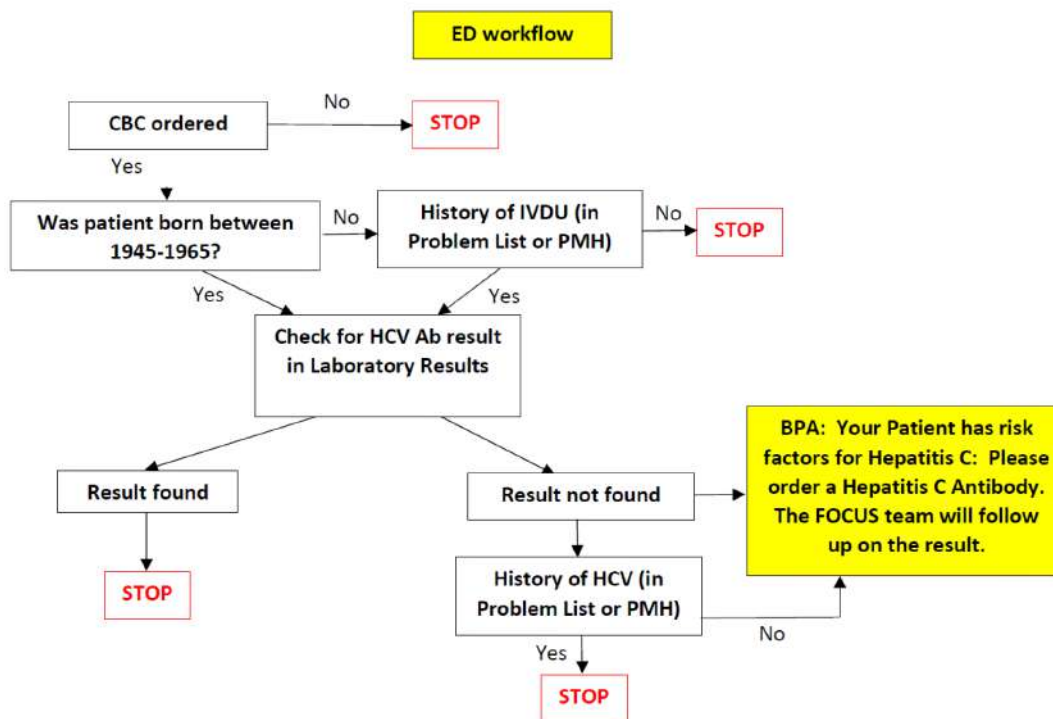 ED workflow
No
CBC ordered
STOP
Yes
Was patient born between
1945-1965?
No
History of IVDU (in
Problem List or PMH)
No
STOP
Yes
Yes
Check for HCV Ab result
in Laboratory Results
BPA:  Your Patient has risk
factors for Hepatitis C:  Please
order a Hepatitis C Antibody.
The FOCUS team will follow
up on the result.
Result found
Result not found
STOP
History of HCV (in
Problem List or PMH)
No
Yes
STOP